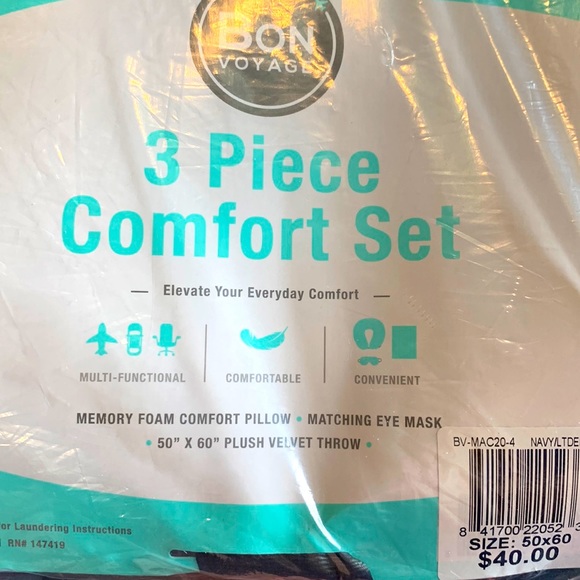 BON
VOYAGE
3 Piece
Comfort Set
— Elevate Your Everyday Comfort —
MULTI-FUNCTIONAL
COMFORTABLE
CONVENIENT
MEMORY FOAM COMFORT PILLOW • MATCHING EYE MASK
• 50" X 60" PLUSH VELVET THROW •
BV-MAC20-4 NAVY/LTDE
8 41700 22052 3
SIZE: 50x60
$40.00
or Laundering Instructions
RN# 147419